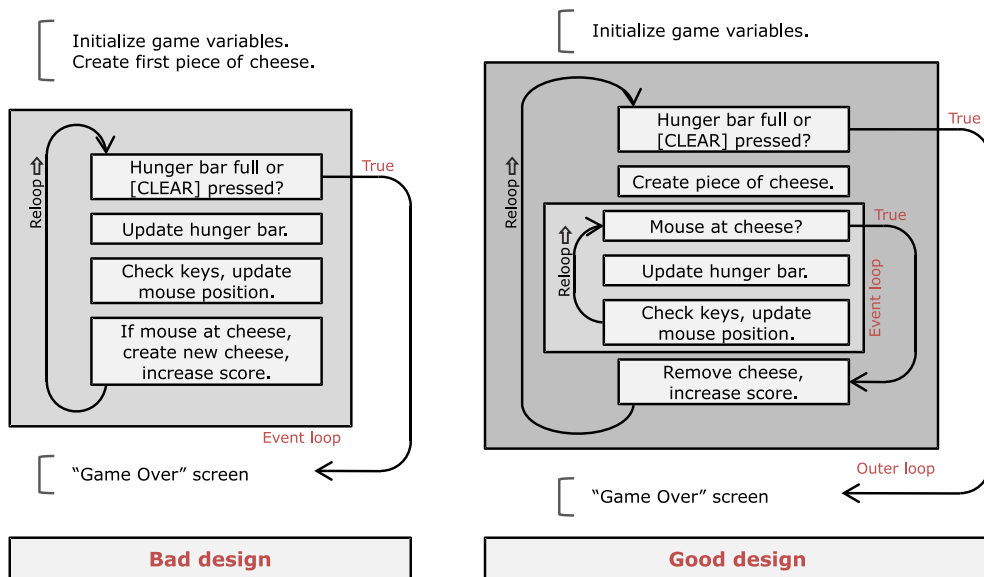 Initialize game variables.
Create first piece of cheese.
Hunger bar full or
[CLEAR] pressed?
True
Reloop ⇧
Update hunger bar.
Check keys, update
mouse position.
If mouse at cheese,
create new cheese,
increase score.
Event loop
“Game Over” screen
Bad design
Initialize game variables.
Hunger bar full or
[CLEAR] pressed?
True
Reloop ⇧
Create piece of cheese.
Mouse at cheese?
True
Reloop ⇧
Update hunger bar.
Event loop
Check keys, update
mouse position.
Remove cheese,
increase score.
Outer loop
“Game Over” screen
Good design